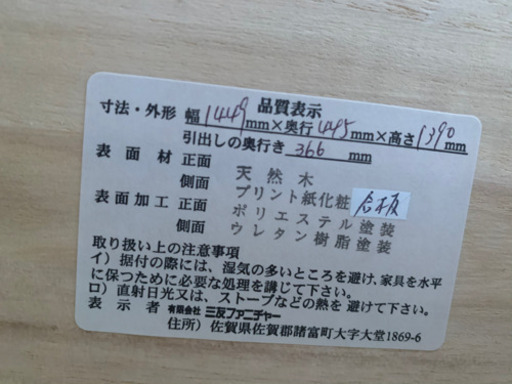 品質表示
寸法・外形 幅1449mm×奥行445mm×高さ1390mm
引出しの奥行き 366 mm
表面材 正面 天然木
側面 プリント紙化粧合板
表面加工 正面 ポリエステル塗装
側面 ウレタン樹脂塗装
取り扱い上の注意事項
イ）据付の際には、湿気の多いところを避け、家具を水平
に保つために必要な処理を講じて下さい。
ロ）直射日光又は、ストーブなどの熱を 避けて下さい。
表示者 有限会社 三反ファニチャー
住所）佐賀県佐賀郡諸富町大字大堂1869-6